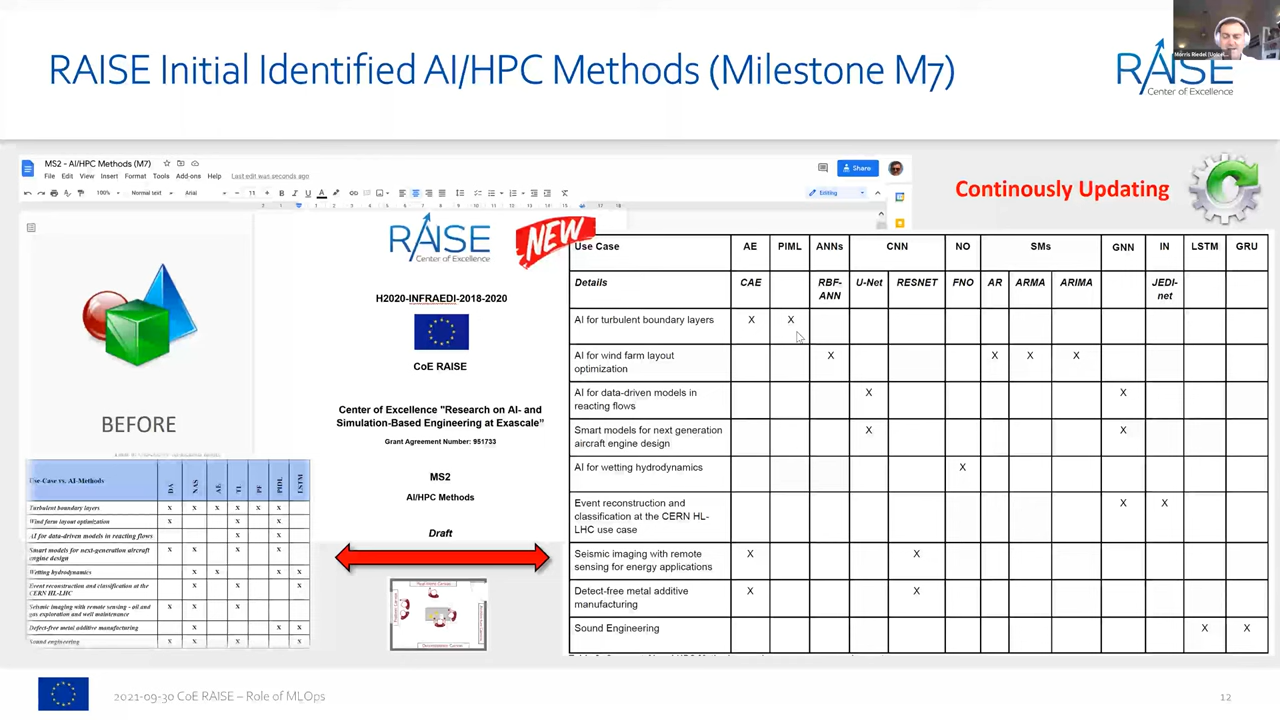 RAISE Initial Identified AI/HPC Methods (Milestone M7)
RAISE
Center of Excellence
MS2 - AI/HPC Methods (M7)
File Edit View Insert Format Tools Add-ons Help Last edit was seconds ago
Share
100% Normal text Arial 11 Editing
Continously Updating
BEFORE
RAISE
Center of Excellence
NEW
H2020-INFRAEDI-2018-2020
CoE RAISE
Center of Excellence "Research on AI- and
Simulation-Based Engineering at Exascale”
Grant Agreement Number: 951733
MS2
AI/HPC Methods
Draft
Use-Case vs. AI-Methods DA NAS AE TL PF PIDL LSTM
Turbulent boundary layers X X X X X X
Wind farm layout optimization X X X
AI for data-driven models in reacting flows X X
Smart models for next-generation aircraft X X X X
engine design
Wetting hydrodynamics X X X X
Event reconstruction and classification at the X X X
CERN HL-LHC
Seismic imaging with remote sensing - oil and X X X
gas exploration and well maintenance
Defect-free metal additive manufacturing X X X
Sound engineering X X X X
Use Case AE PIML ANNs CNN NO SMs GNN IN LSTM GRU
Details CAE RBF- U-Net RESNET FNO AR ARMA ARIMA JEDI-
ANN net
AI for turbulent boundary layers X X
AI for wind farm layout X X X X
optimization
AI for data-driven models in X X
reacting flows
Smart models for next generation X X
aircraft engine design
AI for wetting hydrodynamics X
Event reconstruction and X X
classification at the CERN HL-
LHC use case
Seismic imaging with remote X X
sensing for energy applications
Detect-free metal additive X X
manufacturing
Sound Engineering X X
2021-09-30 CoE RAISE – Role of MLOps
12